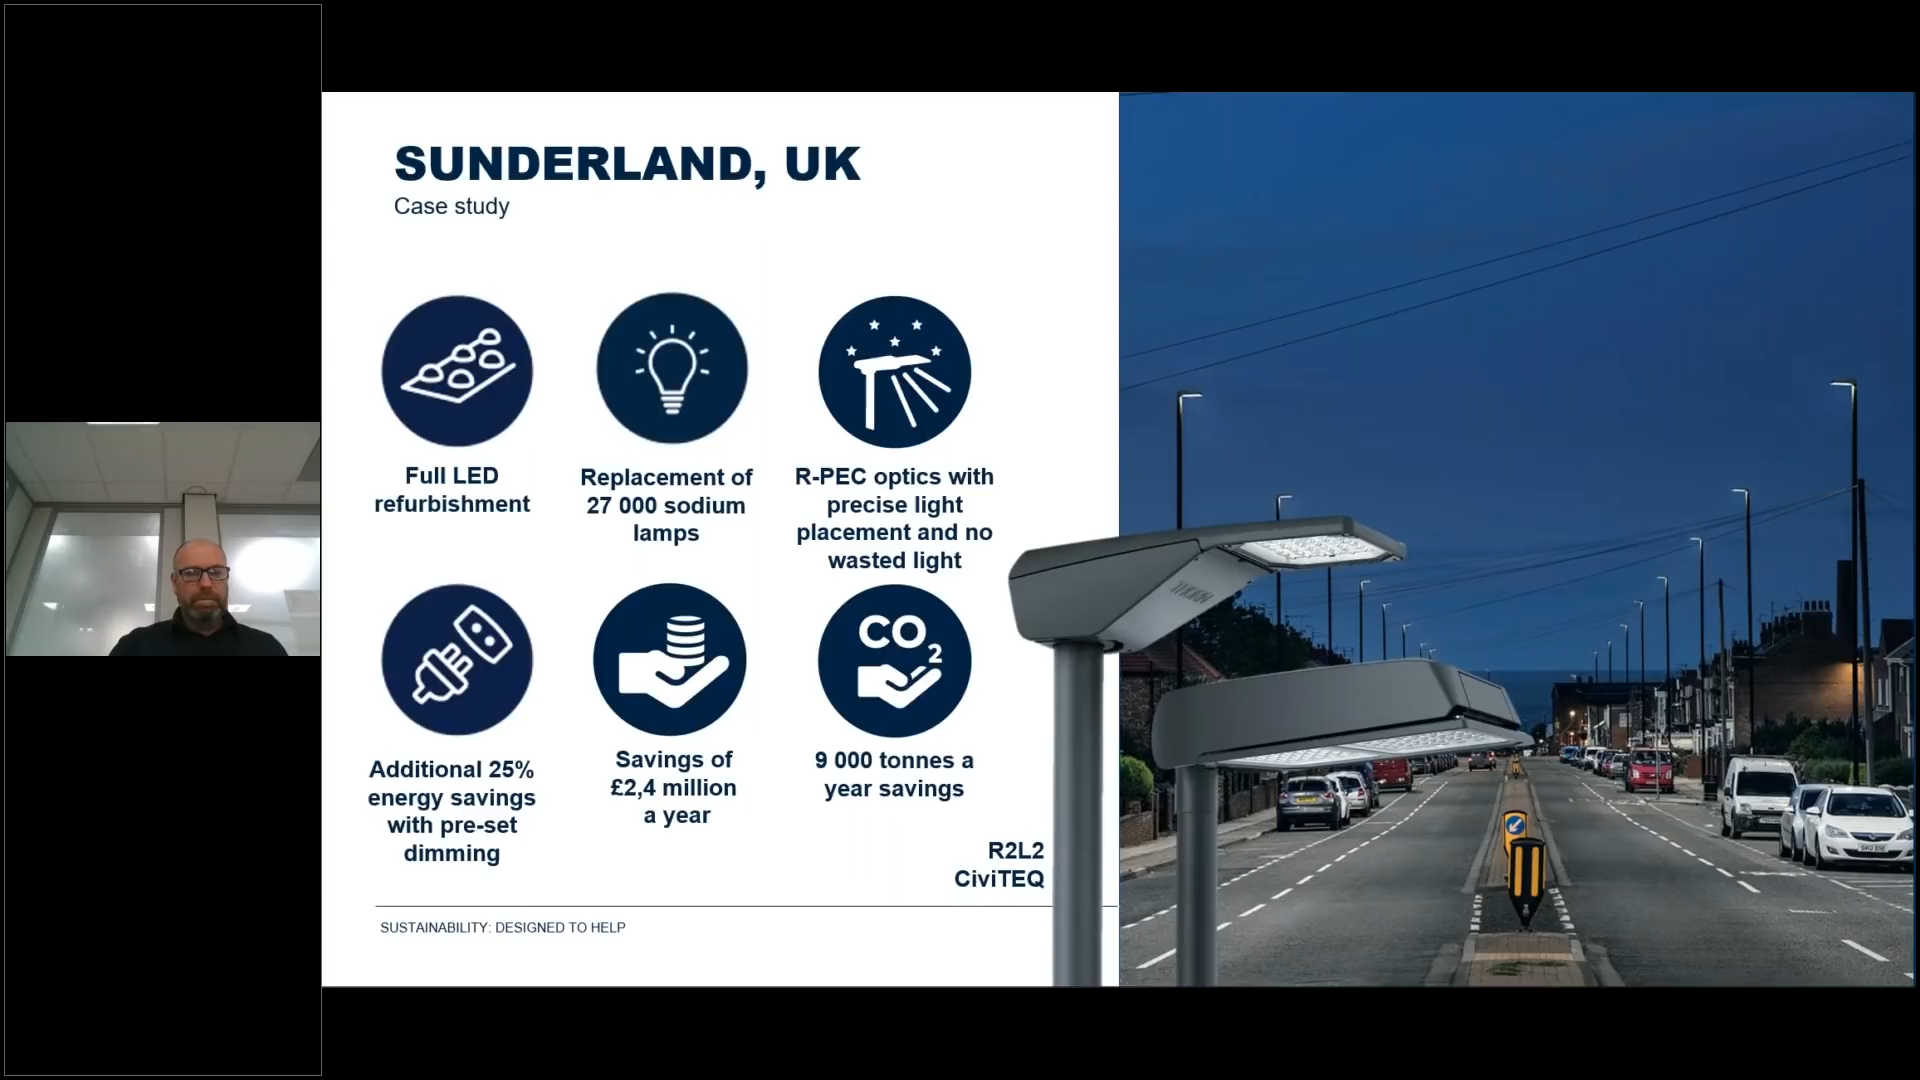 SUNDERLAND, UK
Case study
Full LED
refurbishment
Replacement of
27 000 sodium
lamps
R-PEC optics with
precise light
placement and no
wasted light
CO2
Additional 25%
energy savings
with pre-set
dimming
Savings of
£2,4 million
a year
9 000 tonnes a
year savings
R2L2
CiviTEQ
SUSTAINABILITY: DESIGNED TO HELP
THORN